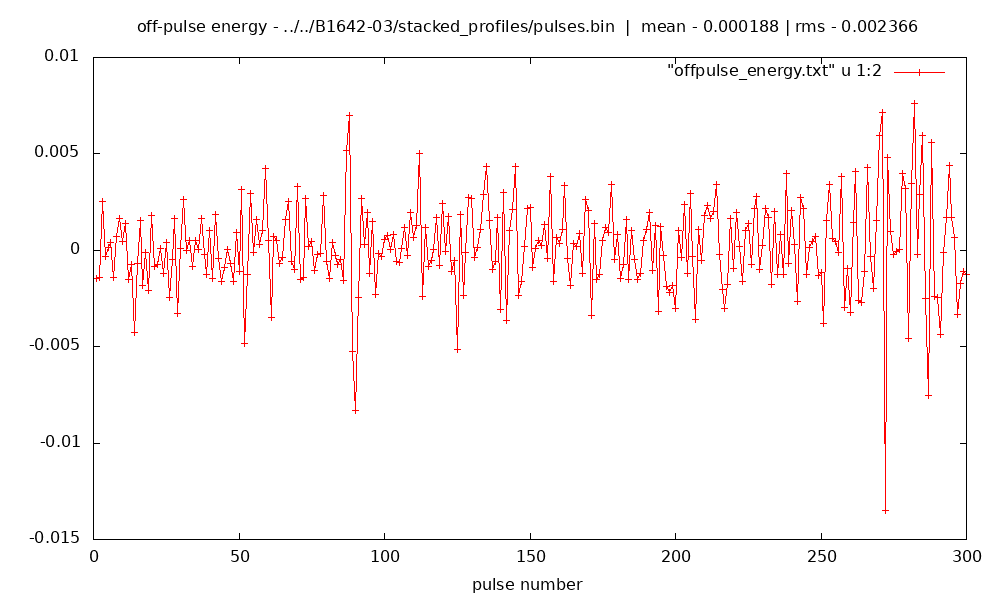 off-pulse energy - ../../B1642-03/stacked_profiles/pulses.bin | mean - 0.000188 | rms - 0.002366
"offpulse_energy.txt" u 1:2
0.01
0.005
0
-0.005
-0.01
-0.015
0 50 100 150 200 250 300
pulse number